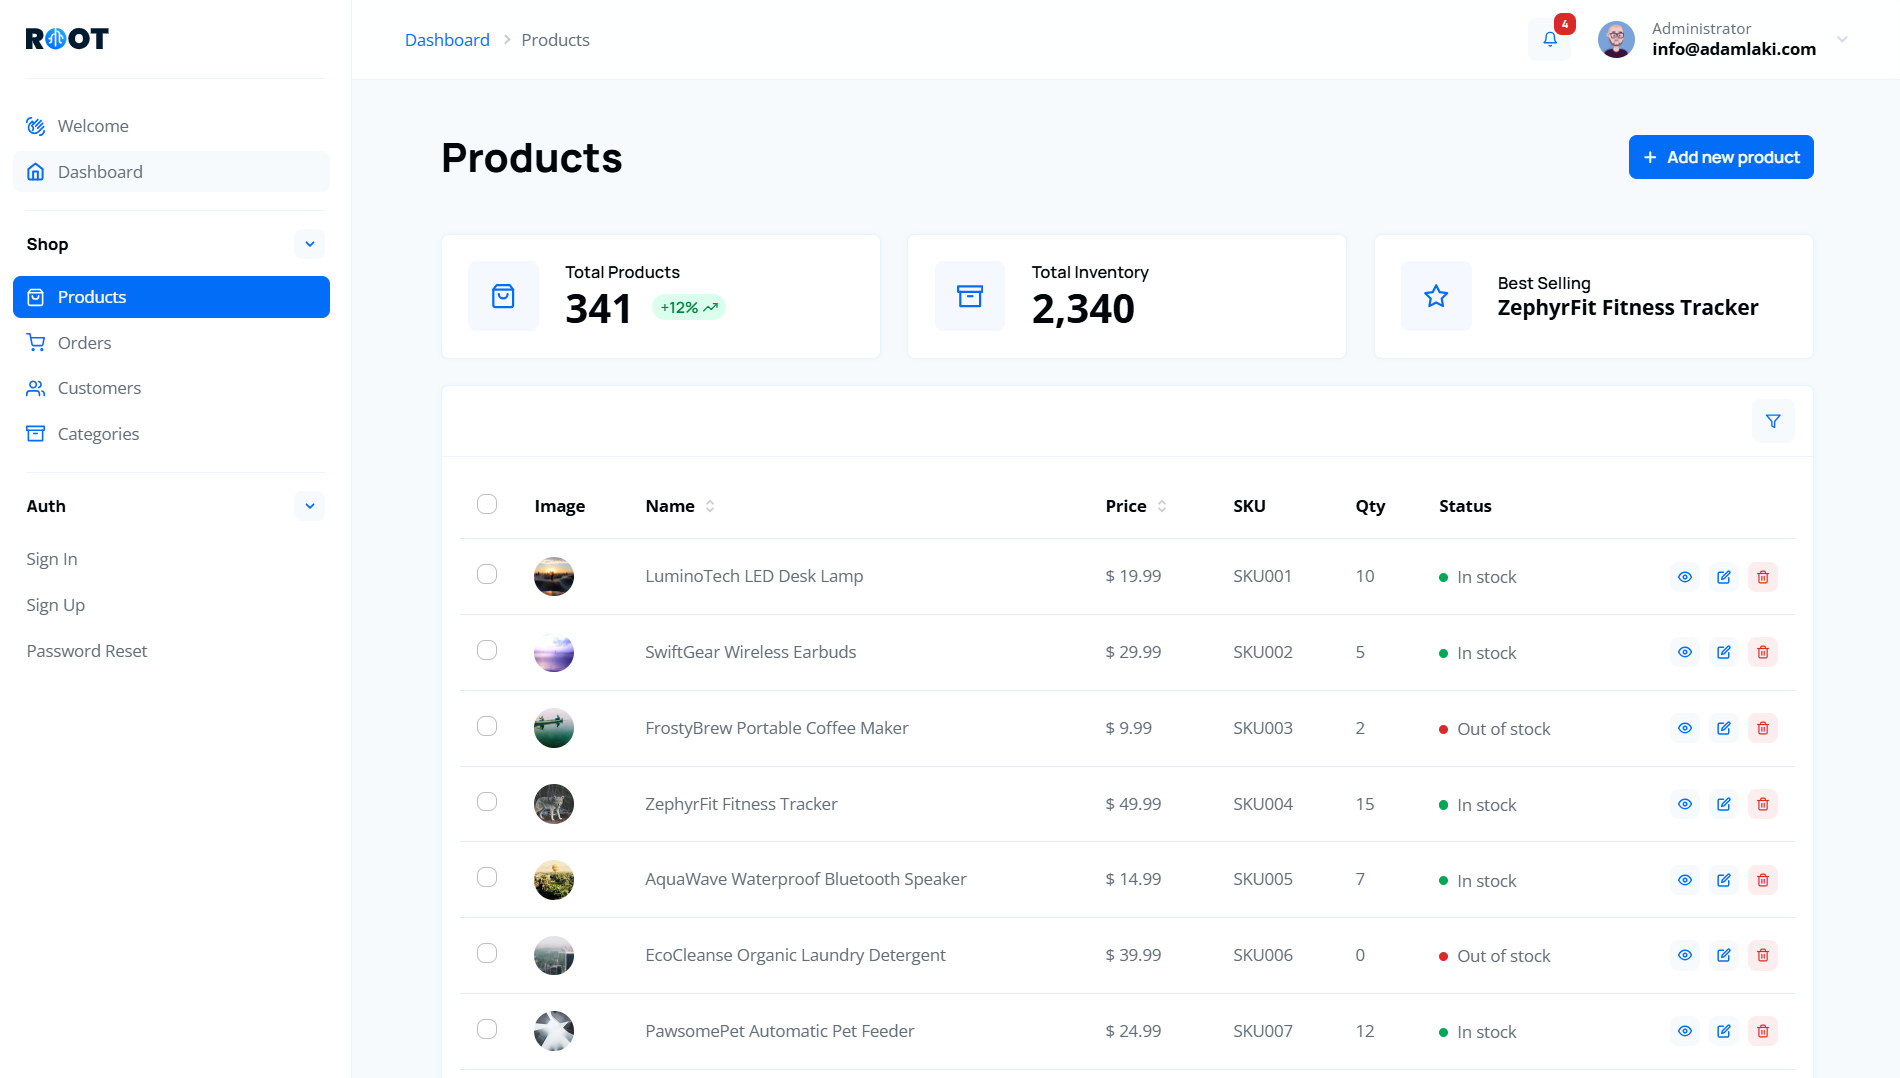 ROOT
Welcome
Dashboard
Shop
Products
Orders
Customers
Categories
Auth
Sign In
Sign Up
Password Reset
Dashboard > Products
4
Administrator
info@adamlaki.com
Products
+ Add new product
Total Products
341 +12%
Total Inventory
2,340
Best Selling
ZephyrFit Fitness Tracker
Image Name Price SKU Qty Status
LuminoTech LED Desk Lamp $ 19.99 SKU001 10 In stock
SwiftGear Wireless Earbuds $ 29.99 SKU002 5 In stock
FrostyBrew Portable Coffee Maker $ 9.99 SKU003 2 Out of stock
ZephyrFit Fitness Tracker $ 49.99 SKU004 15 In stock
AquaWave Waterproof Bluetooth Speaker $ 14.99 SKU005 7 In stock
EcoCleanse Organic Laundry Detergent $ 39.99 SKU006 0 Out of stock
PawsomePet Automatic Pet Feeder $ 24.99 SKU007 12 In stock